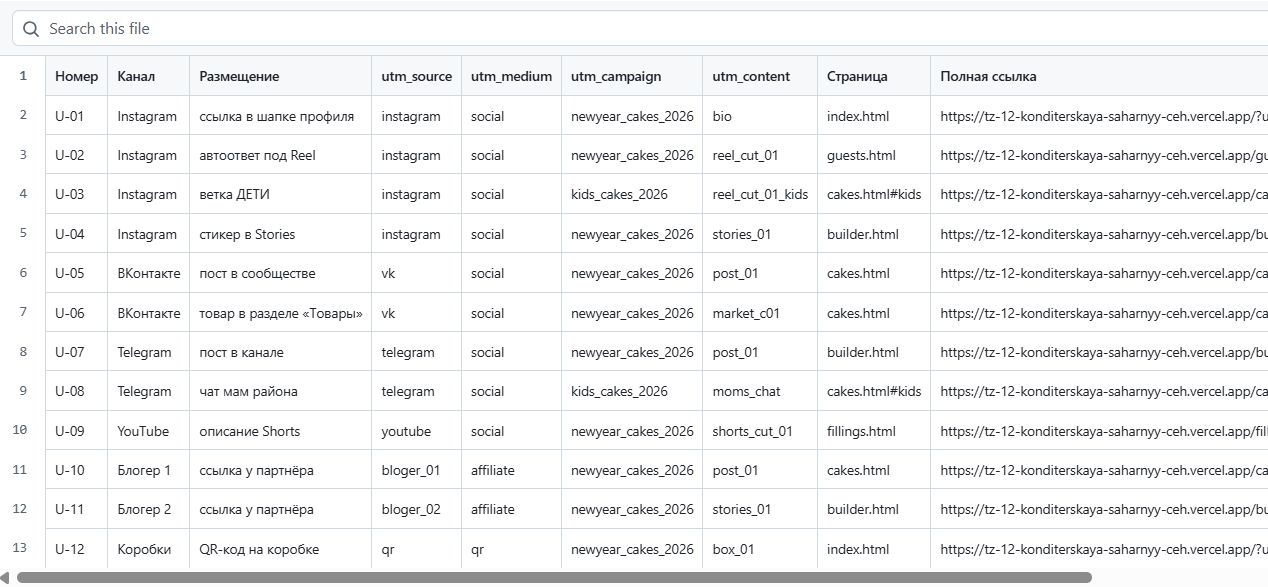 Search this file
1 Номер Канал Размещение utm_source utm_medium utm_campaign utm_content Страница Полная ссылка
2 U-01 Instagram ссылка в шапке профиля instagram social newyear_cakes_2026 bio index.html https://tz-12-konditerskaya-saharnyy-ceh.vercel.app/?u
3 U-02 Instagram автоответ под Reel instagram social newyear_cakes_2026 reel_cut_01 guests.html https://tz-12-konditerskaya-saharnyy-ceh.vercel.app/gu
4 U-03 Instagram ветка ДЕТИ instagram social kids_cakes_2026 reel_cut_01_kids cakes.html#kids https://tz-12-konditerskaya-saharnyy-ceh.vercel.app/ca
5 U-04 Instagram стикер в Stories instagram social newyear_cakes_2026 stories_01 builder.html https://tz-12-konditerskaya-saharnyy-ceh.vercel.app/bu
6 U-05 ВКонтакте пост в сообществе vk social newyear_cakes_2026 post_01 cakes.html https://tz-12-konditerskaya-saharnyy-ceh.vercel.app/ca
7 U-06 ВКонтакте товар в разделе «Товары» vk social newyear_cakes_2026 market_c01 cakes.html https://tz-12-konditerskaya-saharnyy-ceh.vercel.app/ca
8 U-07 Telegram пост в канале telegram social newyear_cakes_2026 post_01 builder.html https://tz-12-konditerskaya-saharnyy-ceh.vercel.app/bu
9 U-08 Telegram чат мам района telegram social kids_cakes_2026 moms_chat cakes.html#kids https://tz-12-konditerskaya-saharnyy-ceh.vercel.app/ca
10 U-09 YouTube описание Shorts youtube social newyear_cakes_2026 shorts_cut_01 fillings.html https://tz-12-konditerskaya-saharnyy-ceh.vercel.app/fil
11 U-10 Блогер 1 ссылка у партнёра bloger_01 affiliate newyear_cakes_2026 post_01 cakes.html https://tz-12-konditerskaya-saharnyy-ceh.vercel.app/ca
12 U-11 Блогер 2 ссылка у партнёра bloger_02 affiliate newyear_cakes_2026 stories_01 builder.html https://tz-12-konditerskaya-saharnyy-ceh.vercel.app/bu
13 U-12 Коробки QR-код на коробке qr qr newyear_cakes_2026 box_01 index.html https://tz-12-konditerskaya-saharnyy-ceh.vercel.app/?u